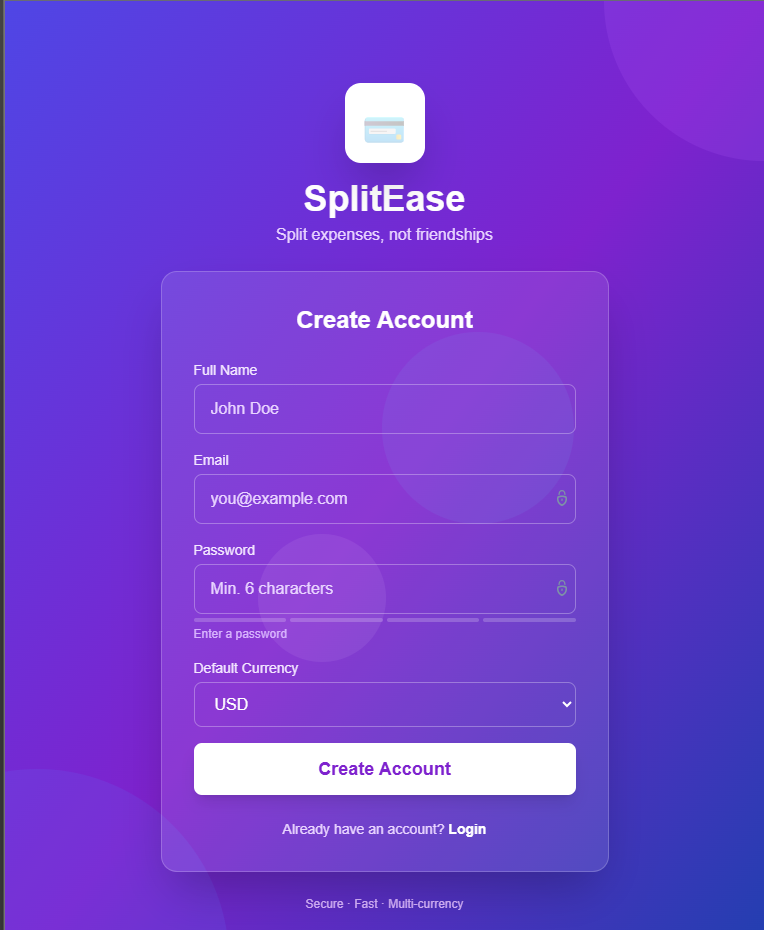 SplitEase
Split expenses, not friendships
Create Account
Full Name
John Doe
Email
you@example.com
Password
Min. 6 characters
Enter a password
Default Currency
USD
Create Account
Already have an account? Login
Secure · Fast · Multi-currency